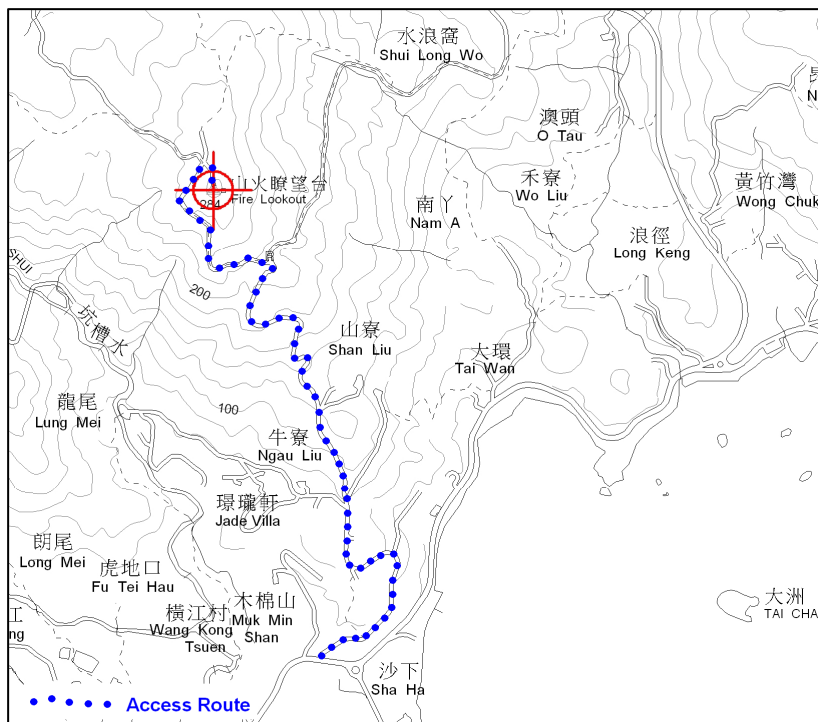 水浪窩
Shui Long Wo
澳頭
O Tau
山火瞭望台
Fire Lookout
284
禾寮
Wo Liu
黃竹灣
Wong Chuk
南丫
Nam A
浪徑
Long Keng
SHUI
200
坑槽水
山寮
Shan Liu
大環
Tai Wan
龍尾
Lung Mei
100
牛寮
Ngau Liu
璟瓏軒
Jade Villa
朗尾
Long Mei
虎地口
Fu Tei Hau
木棉山
Muk Min
Shan
橫江村
Wang Kong
Tsuen
江
ng
大洲
TAI CHA
沙下
Sha Ha
Access Route